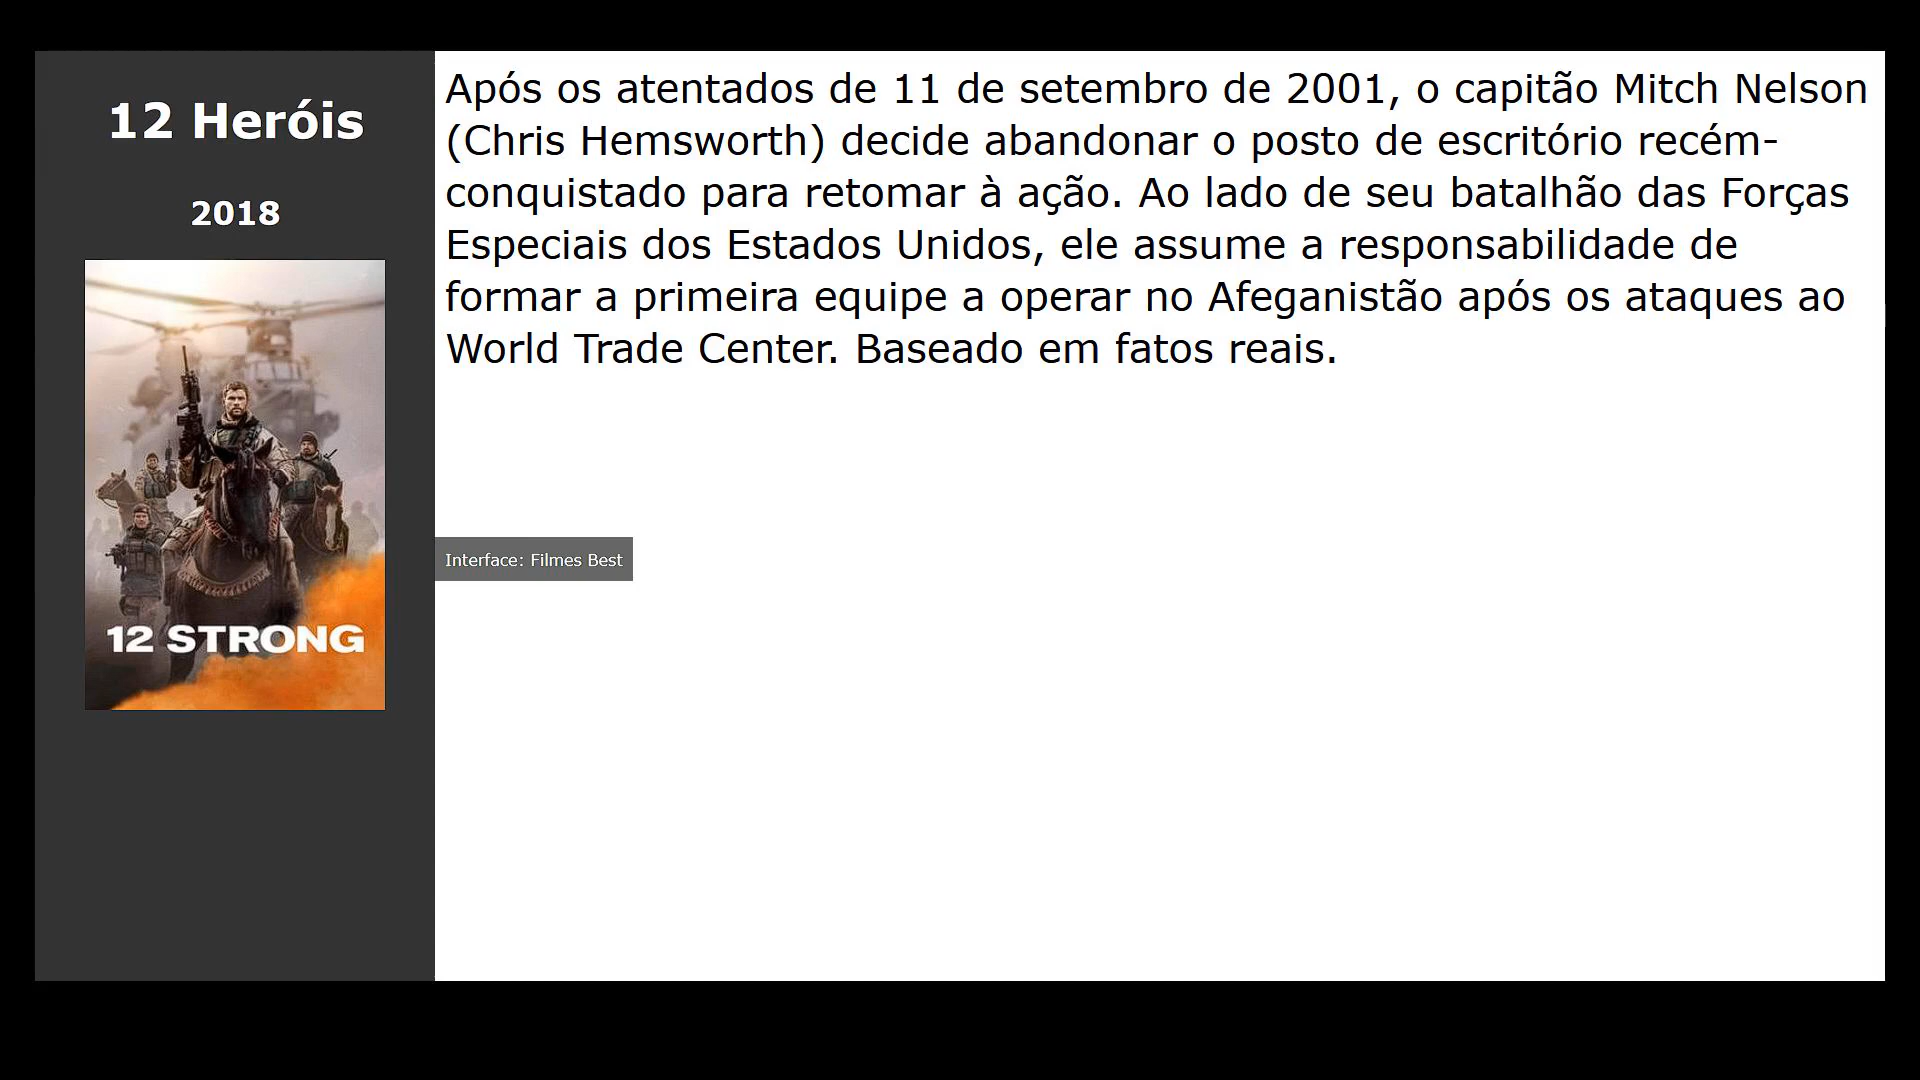 12 Heróis
2018
12 STRONG
Após os atentados de 11 de setembro de 2001, o capitão Mitch Nelson
(Chris Hemsworth) decide abandonar o posto de escritório recém-
conquistado para retomar à ação. Ao lado de seu batalhão das Forças
Especiais dos Estados Unidos, ele assume a responsabilidade de
formar a primeira equipe a operar no Afeganistão após os ataques ao
World Trade Center. Baseado em fatos reais.
Interface: Filmes Best